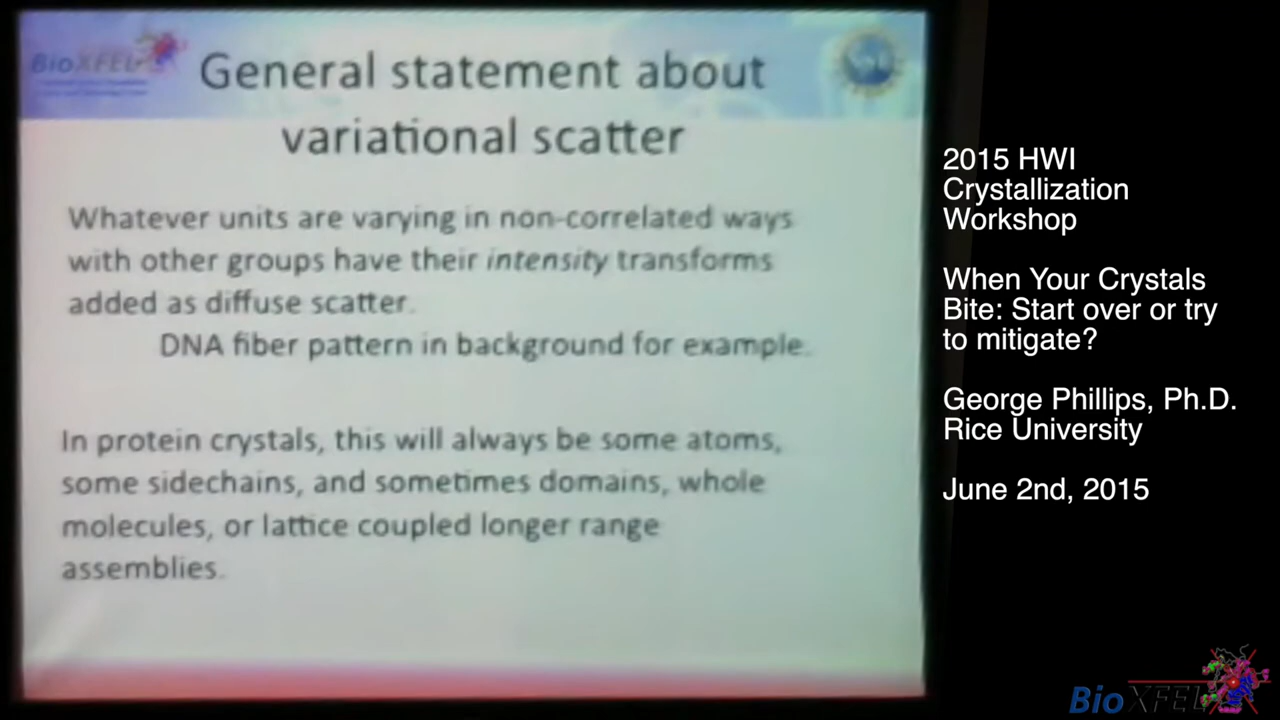 BioXFEL
General statement about
variational scatter
Whatever units are varying in non-correlated ways
with other groups have their intensity transforms
added as diffuse scatter.
DNA fiber pattern in background for example.
In protein crystals, this will always be some atoms,
some sidechains, and sometimes domains, whole
molecules, or lattice coupled longer range
assemblies.
2015 HWI
Crystallization
Workshop
When Your Crystals
Bite: Start over or try
to mitigate?
George Phillips, Ph.D.
Rice University
June 2nd, 2015
BioXFEL